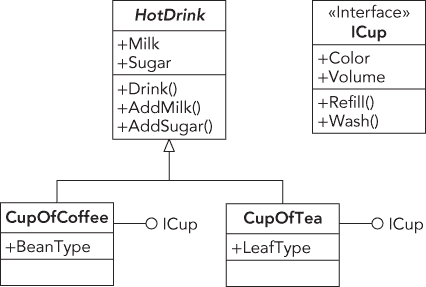 HotDrink
+Milk
+Sugar
+Drink()
+AddMilk()
+AddSugar()
«Interface»
ICup
+Color
+Volume
+Refill()
+Wash()
CupOfCoffee
+BeanType
ICup
CupOfTea
+LeafType
ICup